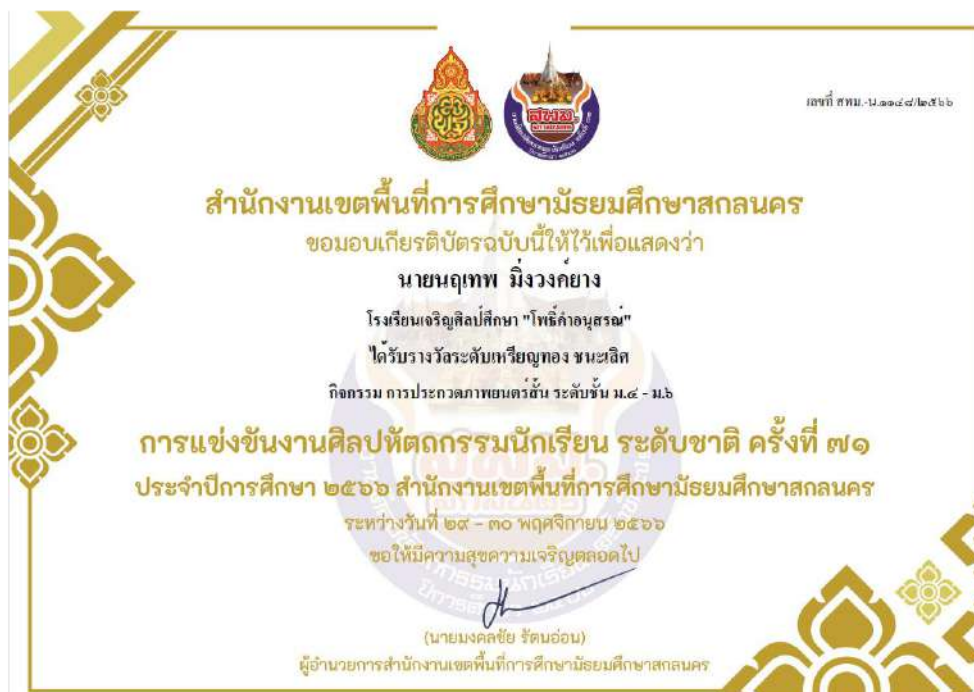 เลขที่ สพม.-น.๑๑๔๘/๒๕๖๖
สพม.
สำนักงานเขตพื้นที่การศึกษามัธยมศึกษาสกลนคร
ขอมอบเกียรติบัตรฉบับนี้ให้ไว้เพื่อแสดงว่า
นายนฤเทพ มิ่งวงค์ยาง
โรงเรียนเจริญศิลป์ศึกษา "โพธิ์คำอนุสรณ์"
ได้รับรางวัลระดับเหรียญทอง ชนะเลิศ
กิจกรรม การประกวดภาพยนตร์สั้น ระดับชั้น ม.๔ - ม.๖
การแข่งขันงานศิลปหัตถกรรมนักเรียน ระดับชาติ ครั้งที่ ๗๑
ประจำปีการศึกษา ๒๕๖๖ สำนักงานเขตพื้นที่การศึกษามัธยมศึกษาสกลนคร
ระหว่างวันที่ ๒๙ - ๓๐ พฤศจิกายน ๒๕๖๖
ขอให้มีความสุขความเจริญตลอดไป
(นายมงคลชัย รัตนอ่อน)
ผู้อำนวยการสำนักงานเขตพื้นที่การศึกษามัธยมศึกษาสกลนคร